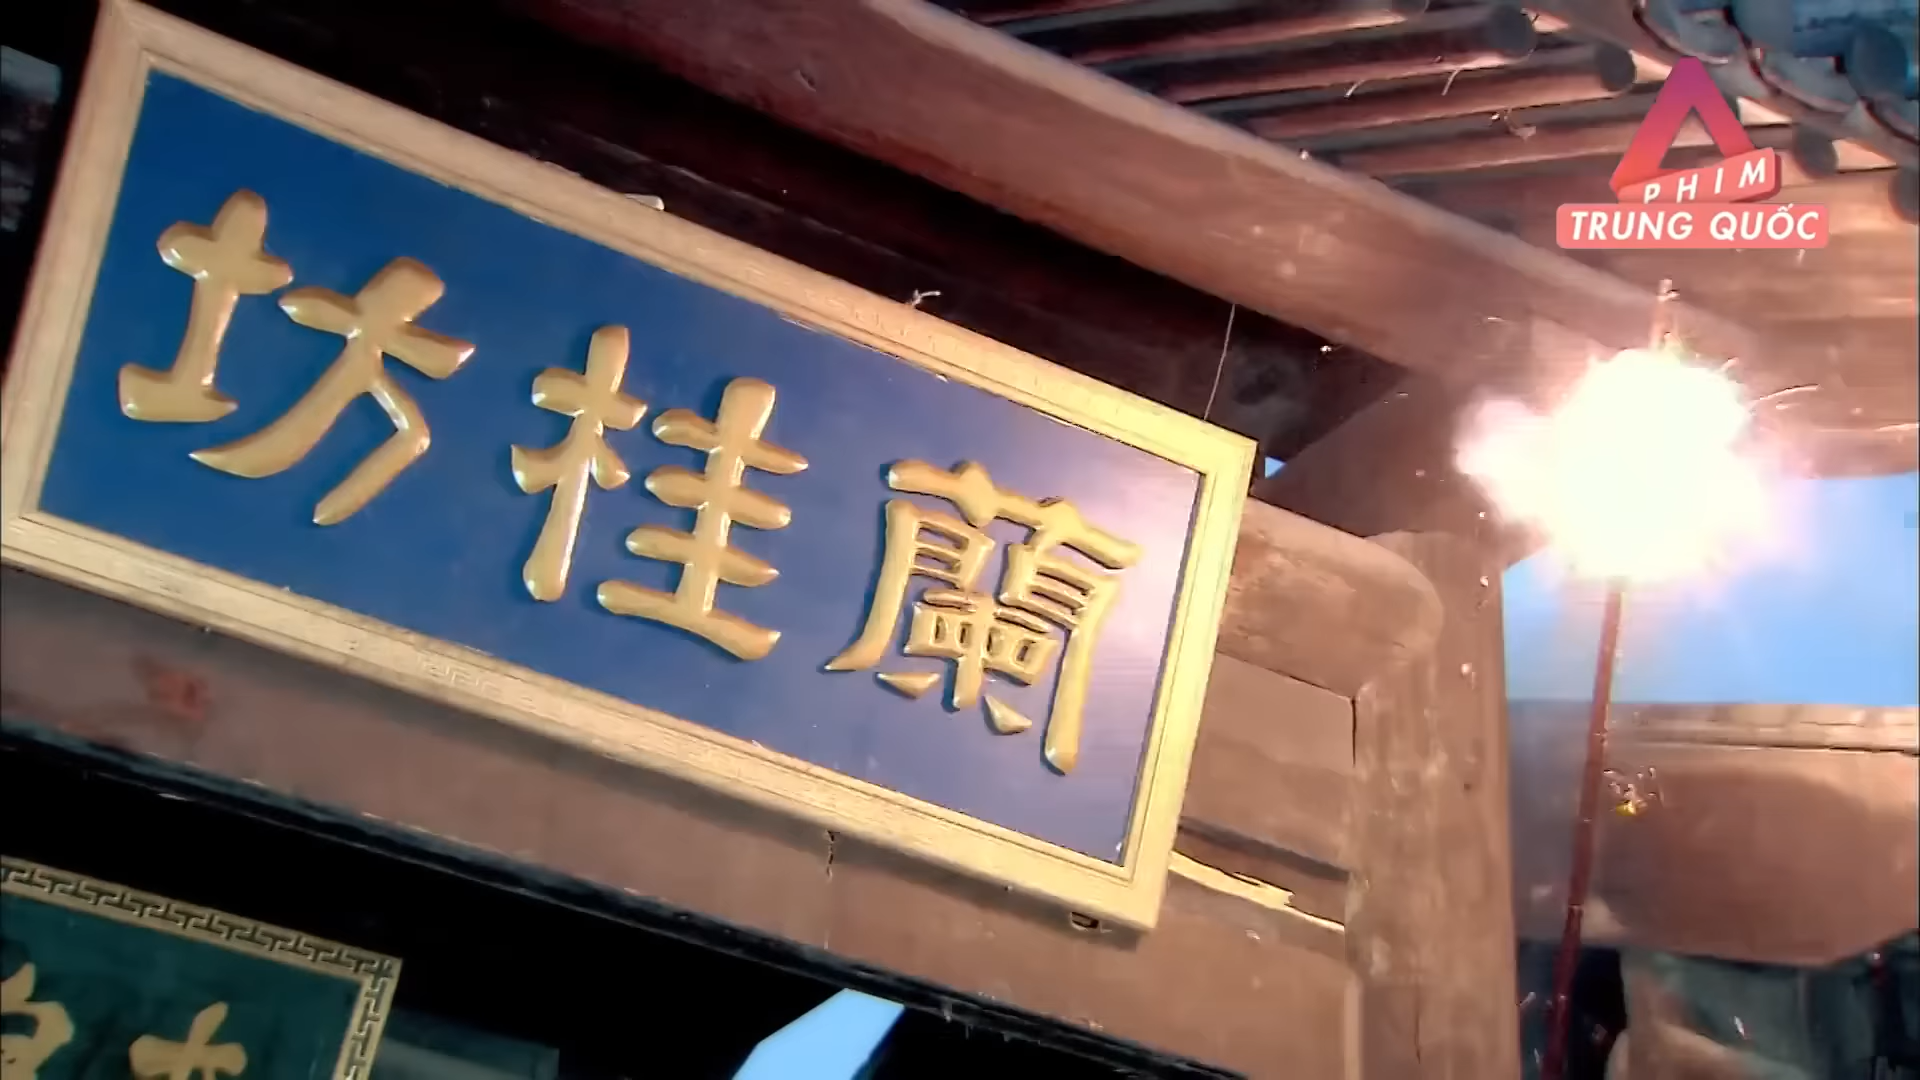 蘭桂坊
PHIM
TRUNG QUỐC